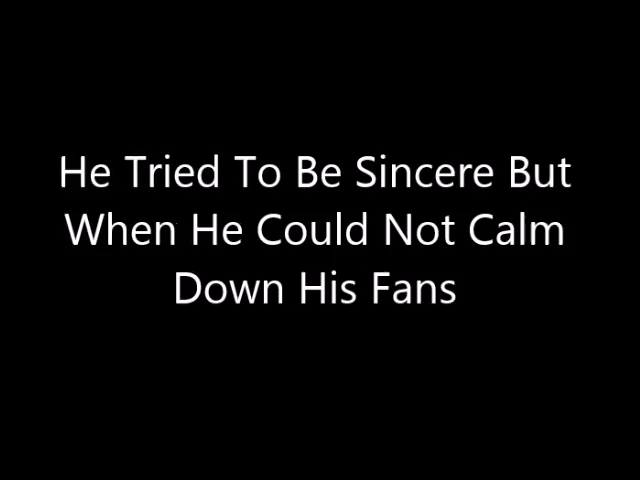 He Tried To Be Sincere But
When He Could Not Calm
Down His Fans